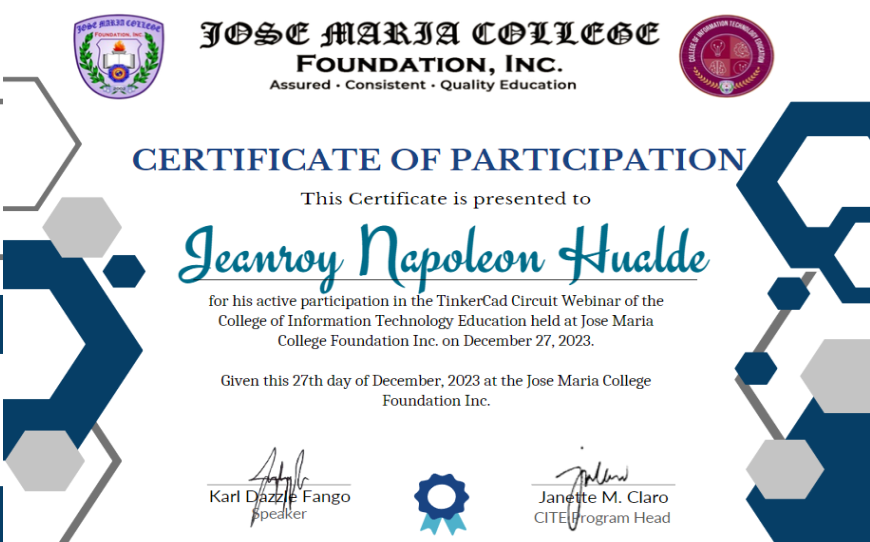 JOSE MARIA COLLEGE
FOUNDATION, INC.
JOSE MARIA COLLEGE
FOUNDATION, INC.
Assured · Consistent · Quality Education
COLLEGE OF INFORMATION TECHNOLOGY EDUCATION
CERTIFICATE OF PARTICIPATION
This Certificate is presented to
Jeanroy Napoleon Hualde
for his active participation in the TinkerCad Circuit Webinar of the
College of Information Technology Education held at Jose Maria
College Foundation Inc. on December 27, 2023.
Given this 27th day of December, 2023 at the Jose Maria College
Foundation Inc.
Karl Dazzle Fango
Speaker
Janette M. Claro
CITE Program Head